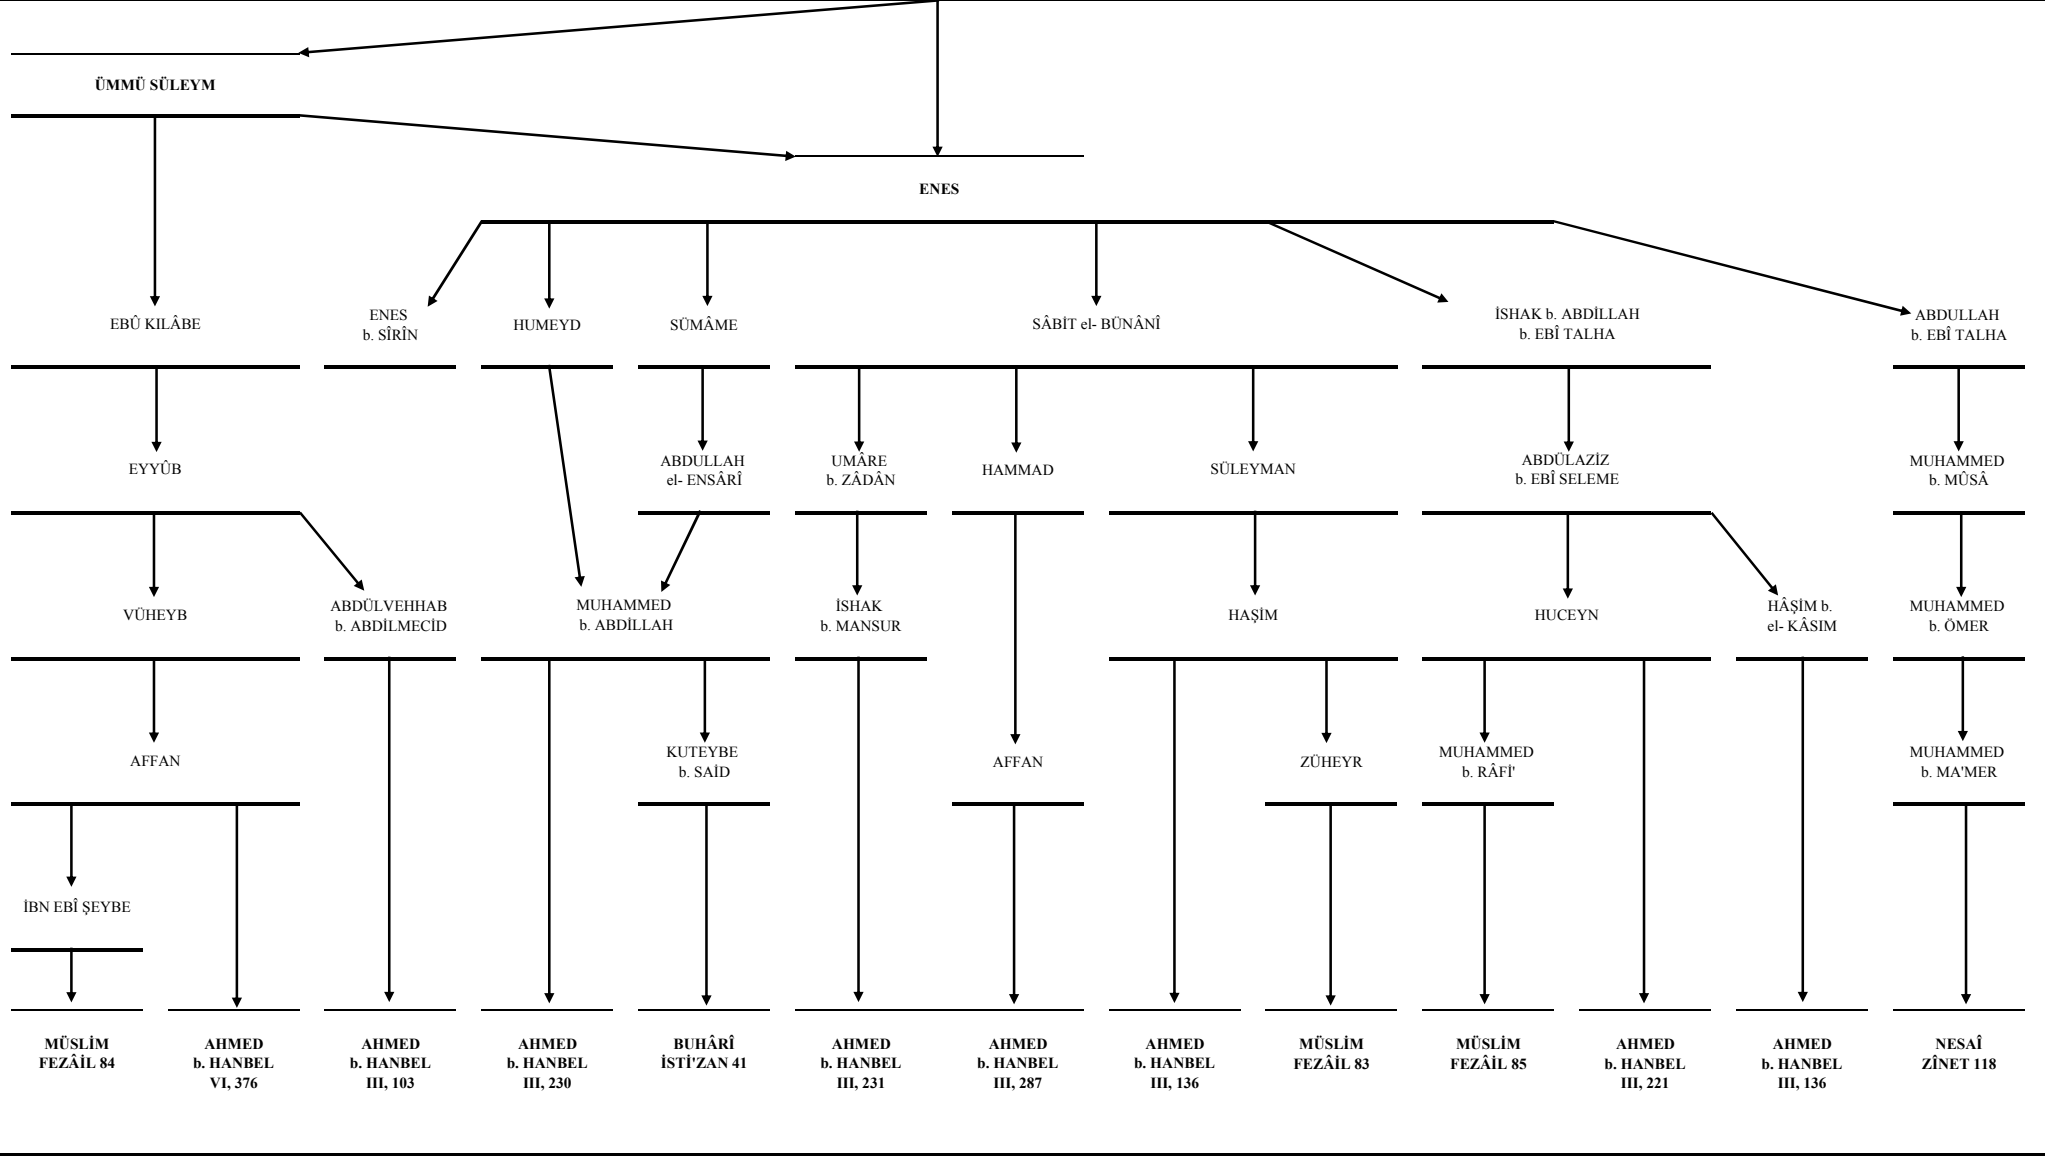 ÜMMÜ SÜLEYM
ENES
EBÛ KILÂBE
ENES
b. SÎRÎN
HUMEYD
SÜMÂME
SÂBİT el- BÜNÂNÎ
İSHAK b. ABDİLLAH
b. EBÎ TALHA
ABDULLAH
b. EBÎ TALHA
EYYÛB
ABDULLAH
el- ENSÂRÎ
UMÂRE
b. ZÂDÂN
HAMMAD
SÜLEYMAN
ABDÜLAZİZ
b. EBÎ SELEME
MUHAMMED
b. MÛSÂ
VÜHEYB
ABDÜLVEHHAB
b. ABDİLMECİD
MUHAMMED
b. ABDİLLAH
İSHAK
b. MANSUR
HAŞİM
HUCEYN
HÂŞİM b.
el- KÂSIM
MUHAMMED
b. ÖMER
AFFAN
KUTEYBE
b. SAİD
AFFAN
ZÜHEYR
MUHAMMED
b. RÂFİ'
MUHAMMED
b. MA'MER
İBN EBÎ ŞEYBE
MÜSLİM
FEZÂİL 84
AHMED
b. HANBEL
VI, 376
AHMED
b. HANBEL
III, 103
AHMED
b. HANBEL
III, 230
BUHÂRÎ
İSTİ'ZAN 41
AHMED
b. HANBEL
III, 231
AHMED
b. HANBEL
III, 287
AHMED
b. HANBEL
III, 136
MÜSLİM
FEZÂİL 83
MÜSLİM
FEZÂİL 85
AHMED
b. HANBEL
III, 221
AHMED
b. HANBEL
III, 136
NESAÎ
ZÎNET 118